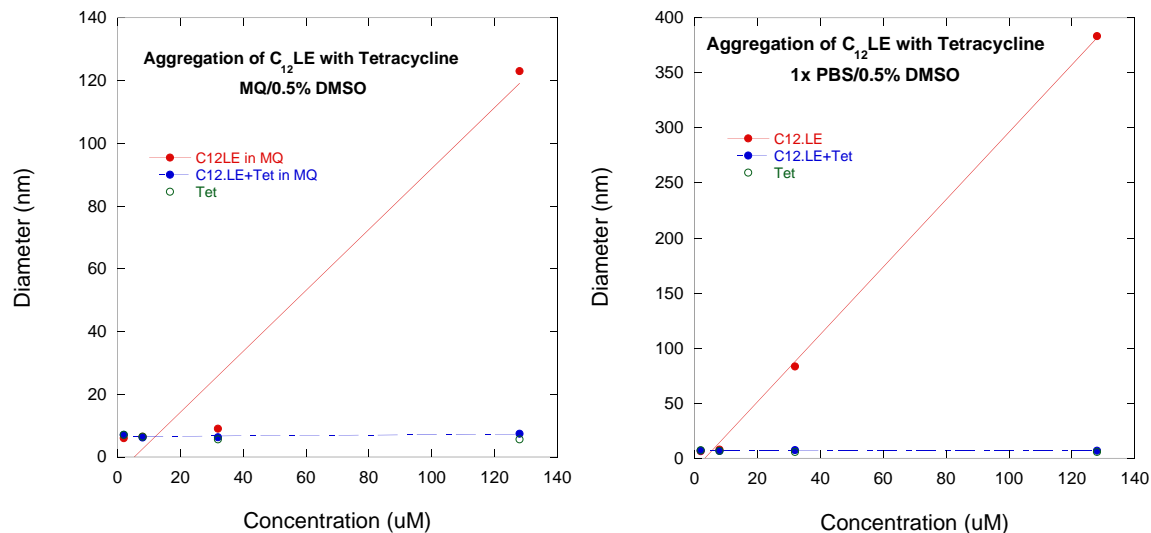 Aggregation of C12LE with Tetracycline
MQ/0.5% DMSO
C12LE in MQ
C12.LE+Tet in MQ
Tet
Diameter (nm)
140
120
100
80
60
40
20
0
0 20 40 60 80 100 120 140
Concentration (uM)
Aggregation of C12LE with Tetracycline
1x PBS/0.5% DMSO
C12.LE
C12.LE+Tet
Tet
Diameter (nm)
400
350
300
250
200
150
100
50
0
0 20 40 60 80 100 120 140
Concentration (uM)